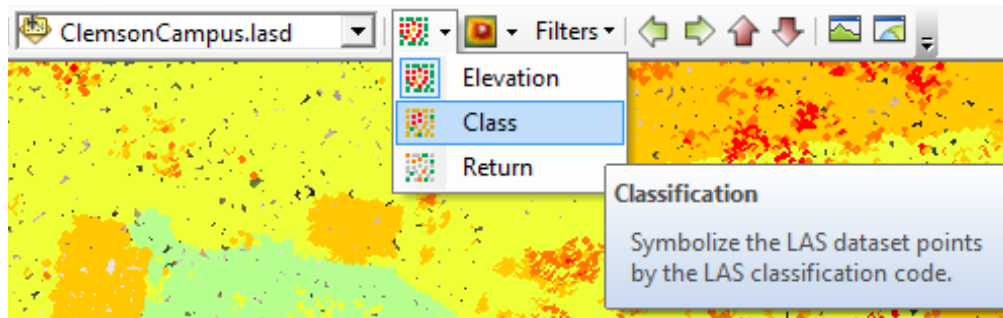 ClemsonCampus.lasd
Filters
Elevation
Class
Return
Classification
Symbolize the LAS dataset points
by the LAS classification code.